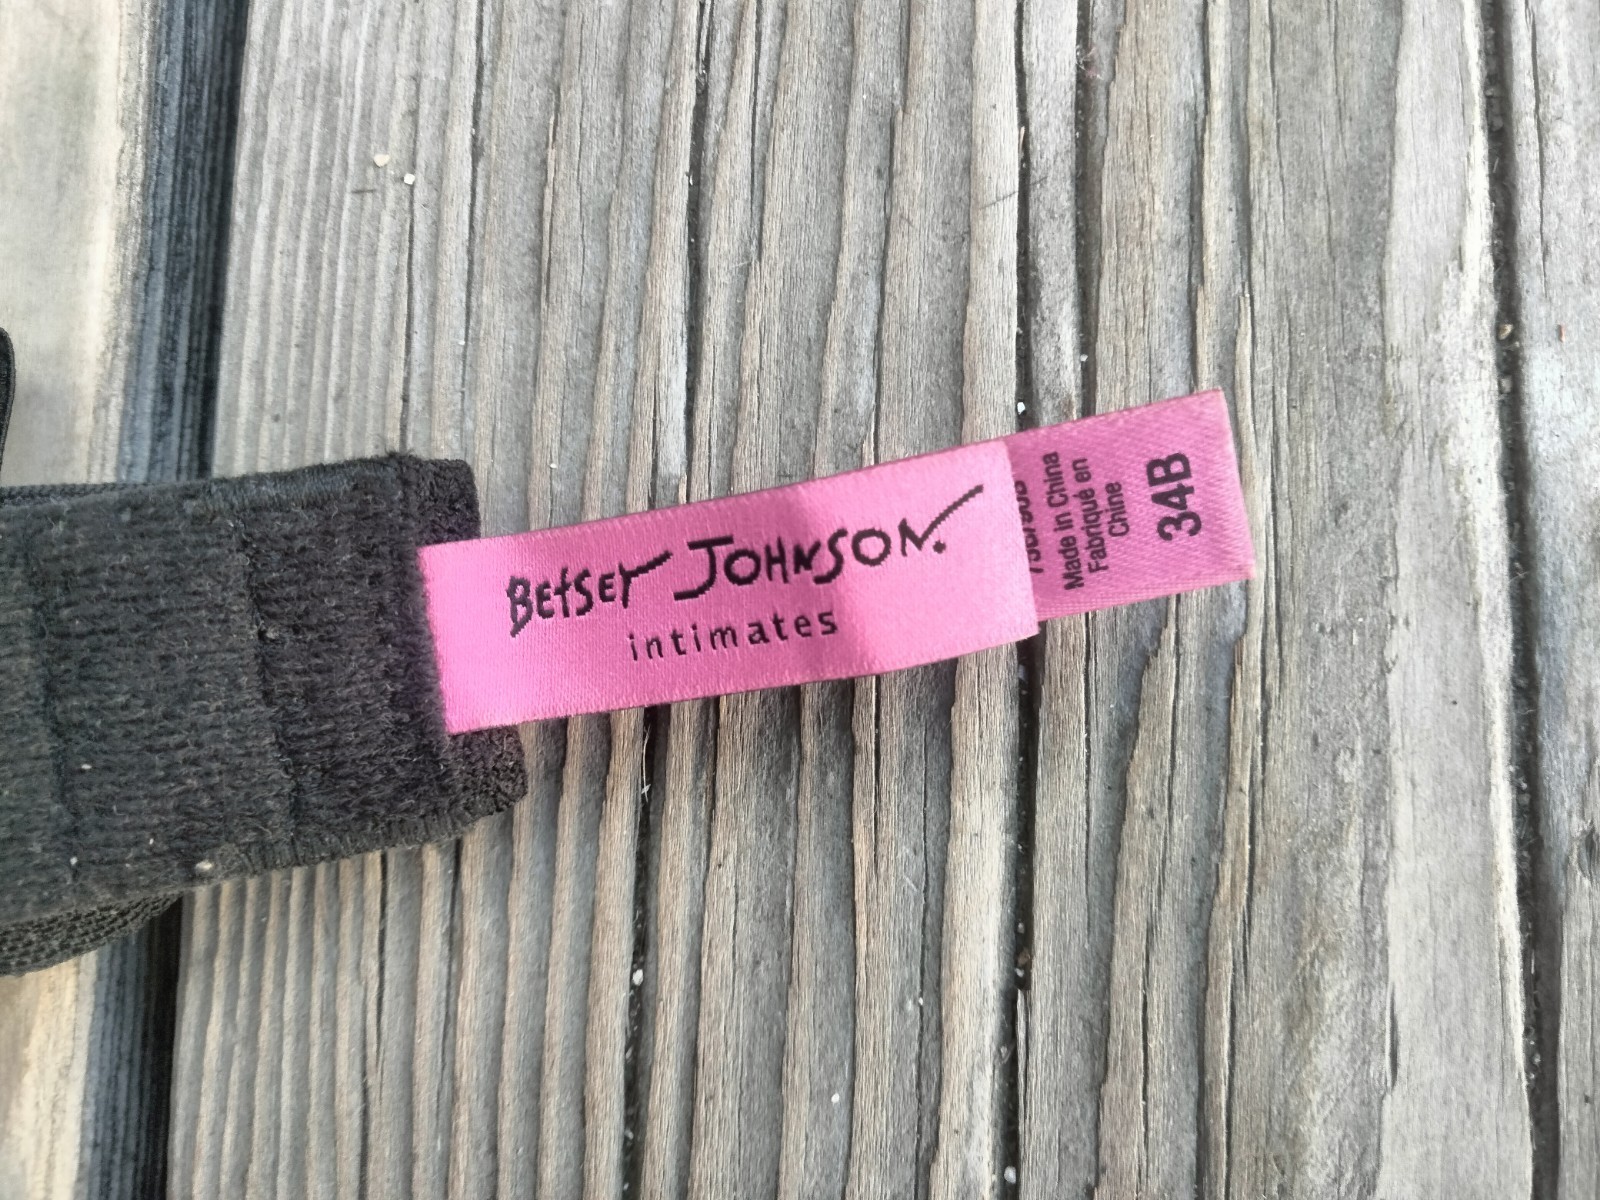 BETSEY JOHNSON.
intimates
Made in China
Fabriqué en
Chine
34B